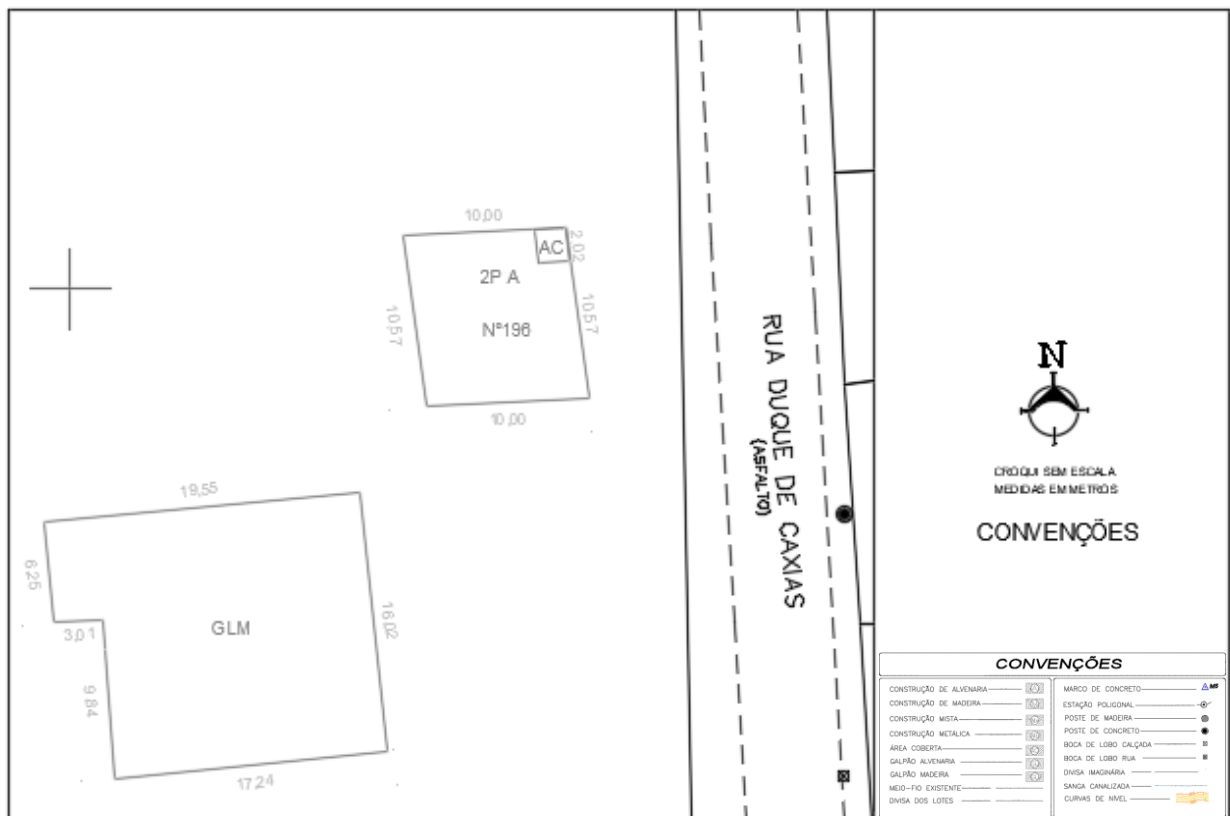 10,00
AC
2,02
2P A
Nº196
10,57
10,57
10,00
19,55
6,25
3,01
GLM
16,02
9,84
17,24
RUA DUQUE DE CAXIAS
(ASFALTO)
N
CROQUI SEM ESCALA
MEDIDAS EM METROS
CONVENÇÕES
CONVENÇÕES
CONSTRUÇÃO DE ALVENARIA
CONSTRUÇÃO DE MADEIRA
CONSTRUÇÃO MISTA
CONSTRUÇÃO METÁLICA
ÁREA COBERTA
GALPÃO ALVENARIA
GALPÃO MADEIRA
MEIO-FIO EXISTENTE
DIVISA DOS LOTES
MARCO DE CONCRETO
ESTAÇÃO POLIGONAL
POSTE DE MADEIRA
POSTE DE CONCRETO
BOCA DE LOBO CALÇADA
BOCA DE LOBO RUA
DIVISA IMAGINÁRIA
SANGA CANALIZADA
CURVAS DE NÍVEL